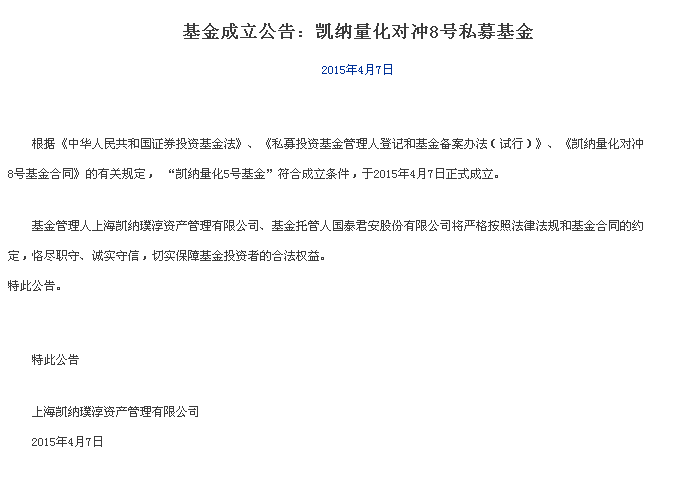 基金成立公告：凯纳量化对冲8号私募基金
2015年4月7日
根据《中华人民共和国证券投资基金法》、《私募投资基金管理人登记和基金备案办法（试行）》、《凯纳量化对冲
8号基金合同》的有关规定， “凯纳量化5号基金”符合成立条件，于2015年4月7日正式成立。
基金管理人上海凯纳璞淳资产管理有限公司、基金托管人国泰君安股份有限公司将严格按照法律法规和基金合同的约
定，恪尽职守、诚实守信，切实保障基金投资者的合法权益。
特此公告。
特此公告
上海凯纳璞淳资产管理有限公司
2015年4月7日